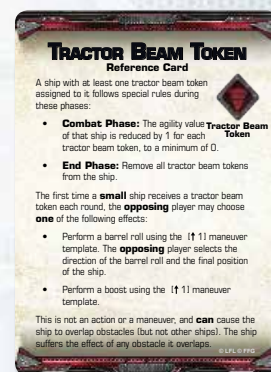 TRACTOR BEAM TOKEN
Reference Card
A ship with at least one tractor beam token
assigned to it follows special rules during
these phases:
• Combat Phase: The agility value
of that ship is reduced by 1 for each
tractor beam token, to a minimum of 0.
Tractor Beam
Token
• End Phase: Remove all tractor beam tokens
from the ship.
The first time a small ship receives a tractor beam
token each round, the opposing player may choose
one of the following effects:
• Perform a barrel roll using the [↑ 1] maneuver
template. The opposing player selects the
direction of the barrel roll and the final position
of the ship.
• Perform a boost using the [↑ 1] maneuver
template.
This is not an action or a maneuver, and can cause the
ship to overlap obstacles (but not other ships). The ship
suffers the effect of any obstacle it overlaps.
© LFL © FFG